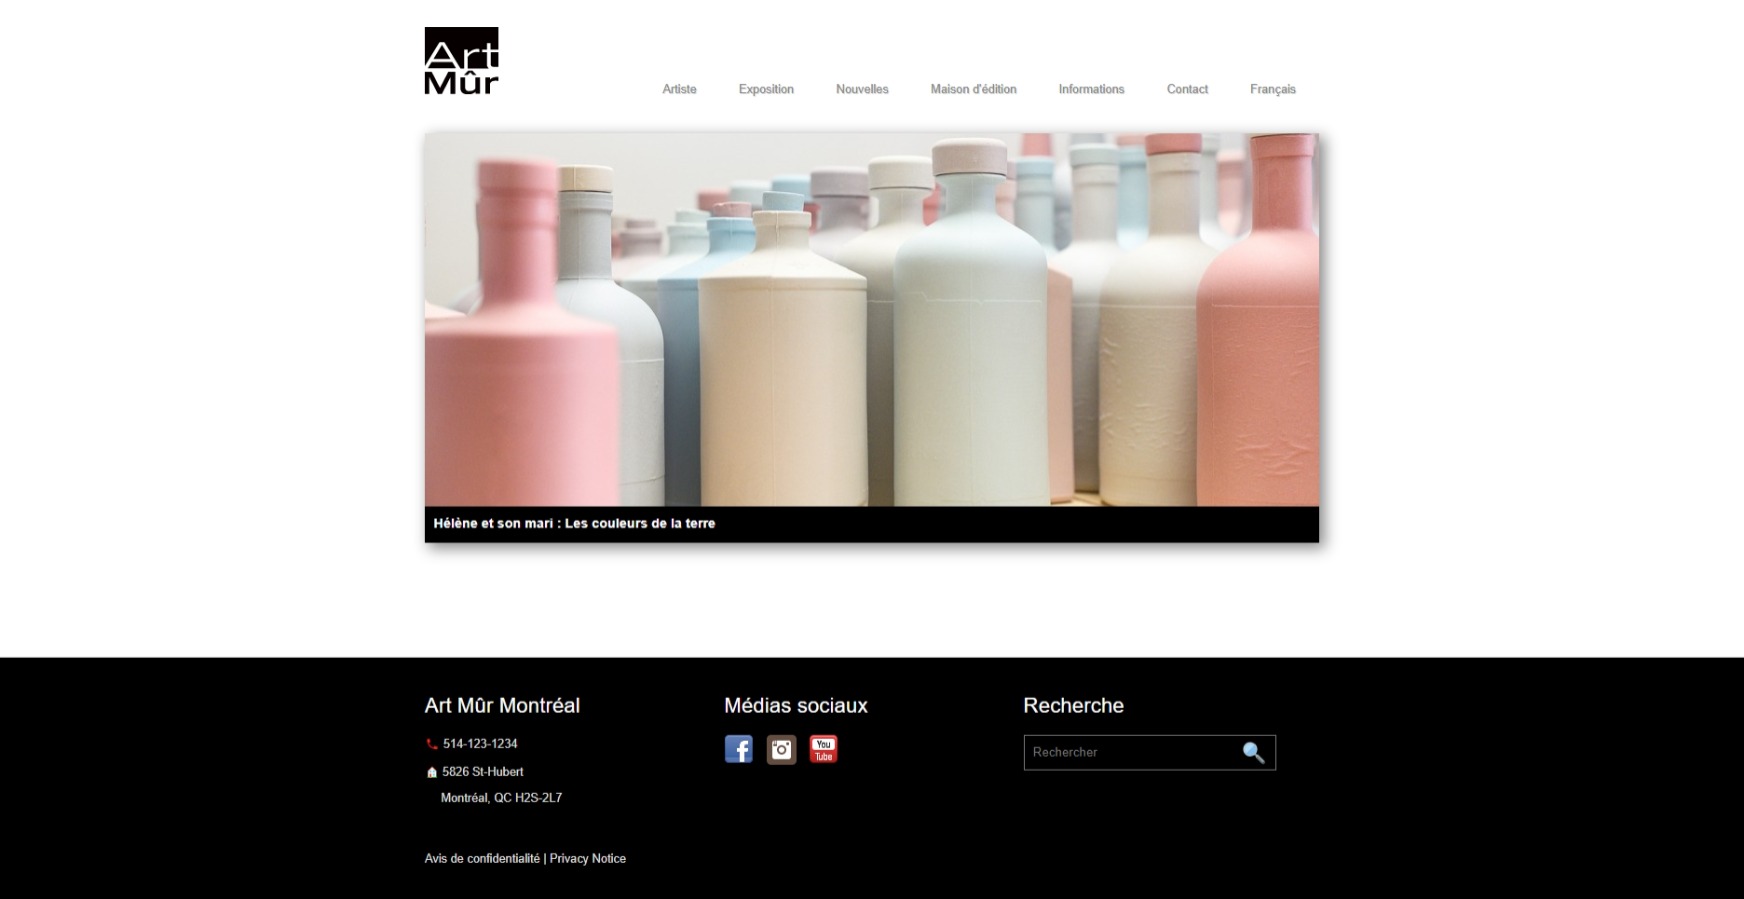 Art
Mûr
Artiste Exposition Nouvelles Maison d'édition Informations Contact Français
Hélène et son mari : Les couleurs de la terre
Art Mûr Montréal
514-123-1234
5826 St-Hubert
Montréal, QC H2S-2L7
Médias sociaux
You
Tube
Recherche
Rechercher
Avis de confidentialité | Privacy Notice